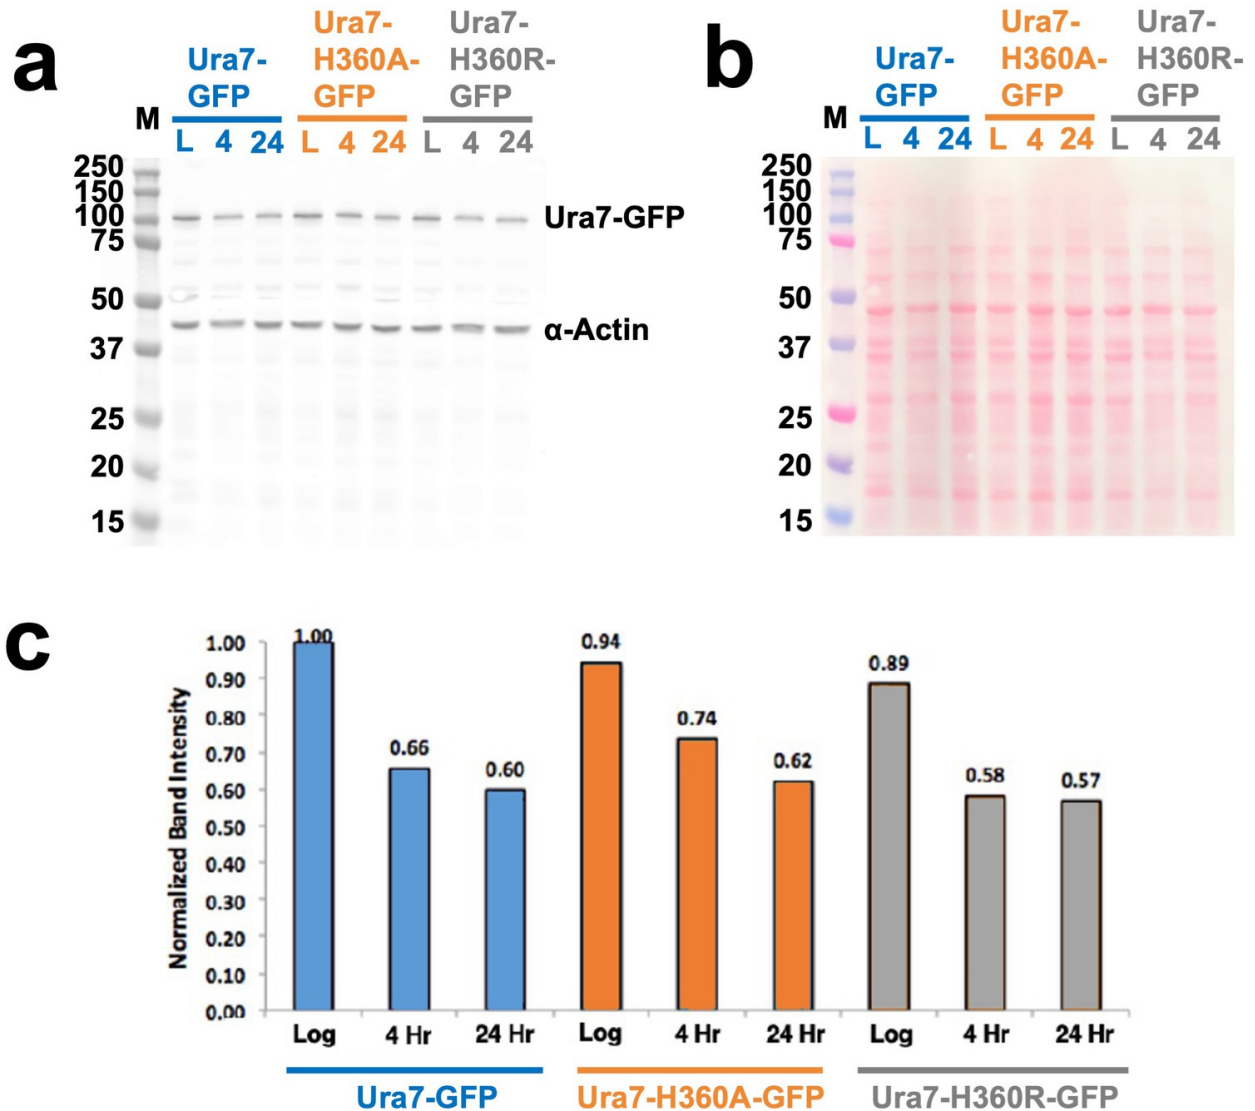 a
Ura7-
GFP
Ura7-
H360A-
GFP
Ura7-
H360R-
GFP
M
L 4 24 L 4 24 L 4 24
250
150
100
75
50
37
25
20
15
Ura7-GFP
α-Actin
b
Ura7-
GFP
Ura7-
H360A-
GFP
Ura7-
H360R-
GFP
M
L 4 24 L 4 24 L 4 24
250
150
100
75
50
37
25
20
15
c
Normalized Band Intensity
1.00
0.90
0.80
0.70
0.60
0.50
0.40
0.30
0.20
0.10
0.00
1.00
0.66
0.60
0.94
0.74
0.62
0.89
0.58
0.57
Log 4 Hr 24 Hr Log 4 Hr 24 Hr Log 4 Hr 24 Hr
Ura7-GFP Ura7-H360A-GFP Ura7-H360R-GFP